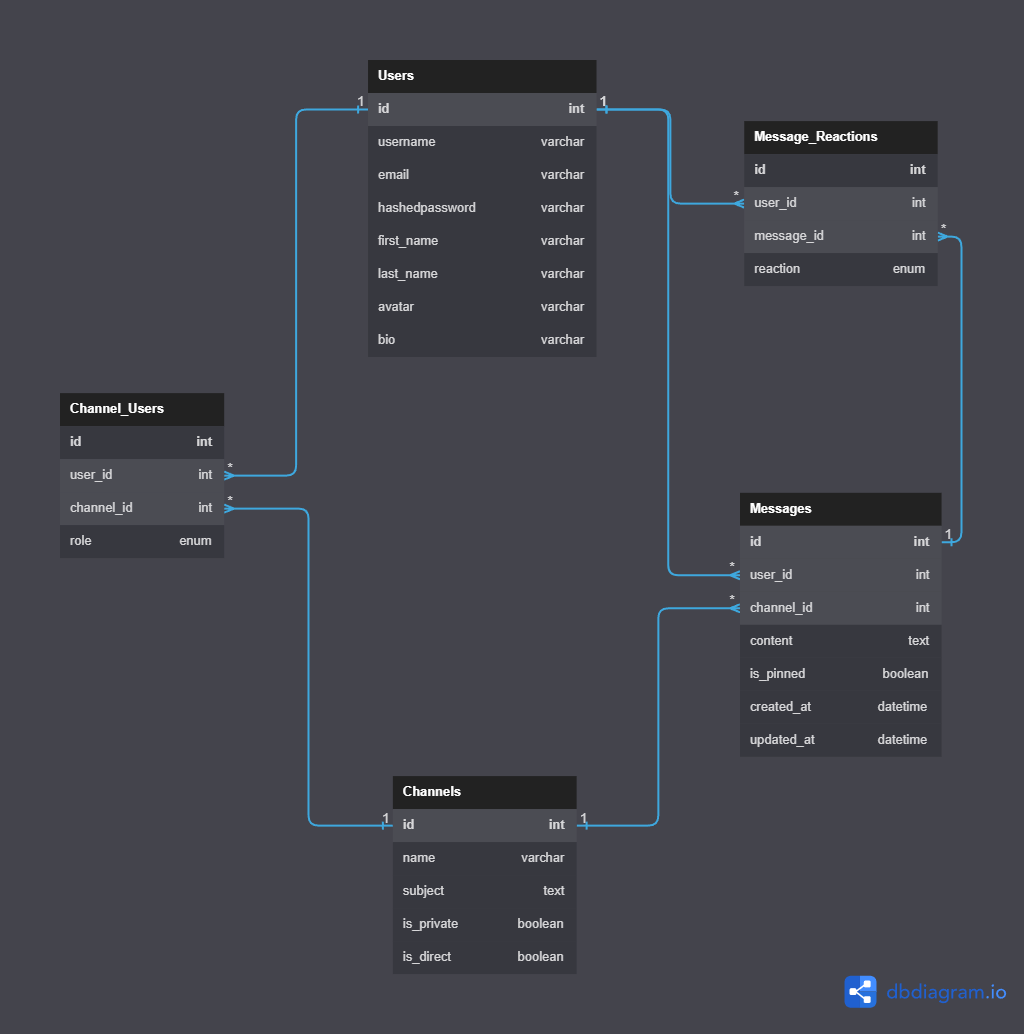 Users
1 id int 1
username varchar
email varchar
hashedpassword varchar
first_name varchar
last_name varchar
avatar varchar
bio varchar
Message_Reactions
id int
* user_id int
message_id int *
reaction enum
Channel_Users
id int
user_id int *
channel_id int *
role enum
Messages
id int 1
* user_id int
* channel_id int
content text
is_pinned boolean
created_at datetime
updated_at datetime
Channels
1 id int 1
name varchar
subject text
is_private boolean
is_direct boolean
dbdiagram.io